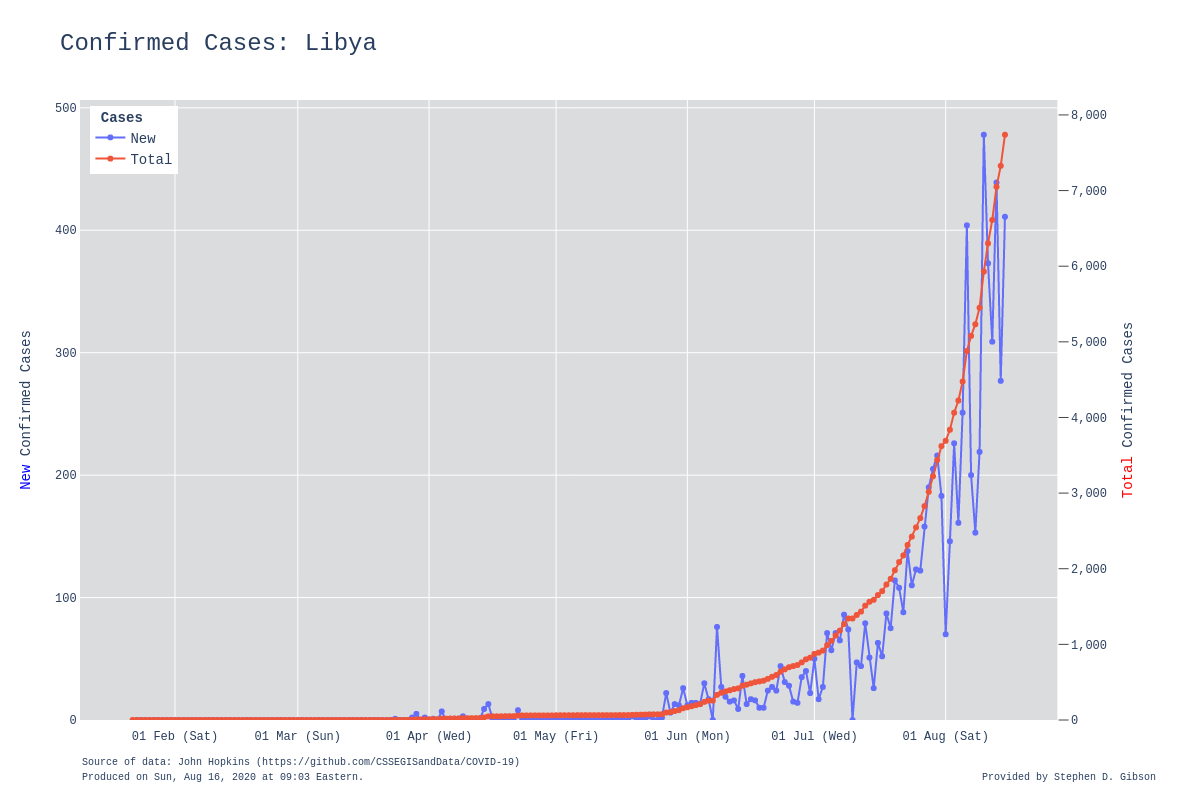 Confirmed Cases: Libya
Cases
New
Total
500
400
300
200
100
0
8,000
7,000
6,000
5,000
4,000
3,000
2,000
1,000
0
New Confirmed Cases
Total Confirmed Cases
01 Feb (Sat)
01 Mar (Sun)
01 Apr (Wed)
01 May (Fri)
01 Jun (Mon)
01 Jul (Wed)
01 Aug (Sat)
Source of data: John Hopkins (https://github.com/CSSEGISandData/COVID-19)
Produced on Sun, Aug 16, 2020 at 09:03 Eastern.
Provided by Stephen D. Gibson